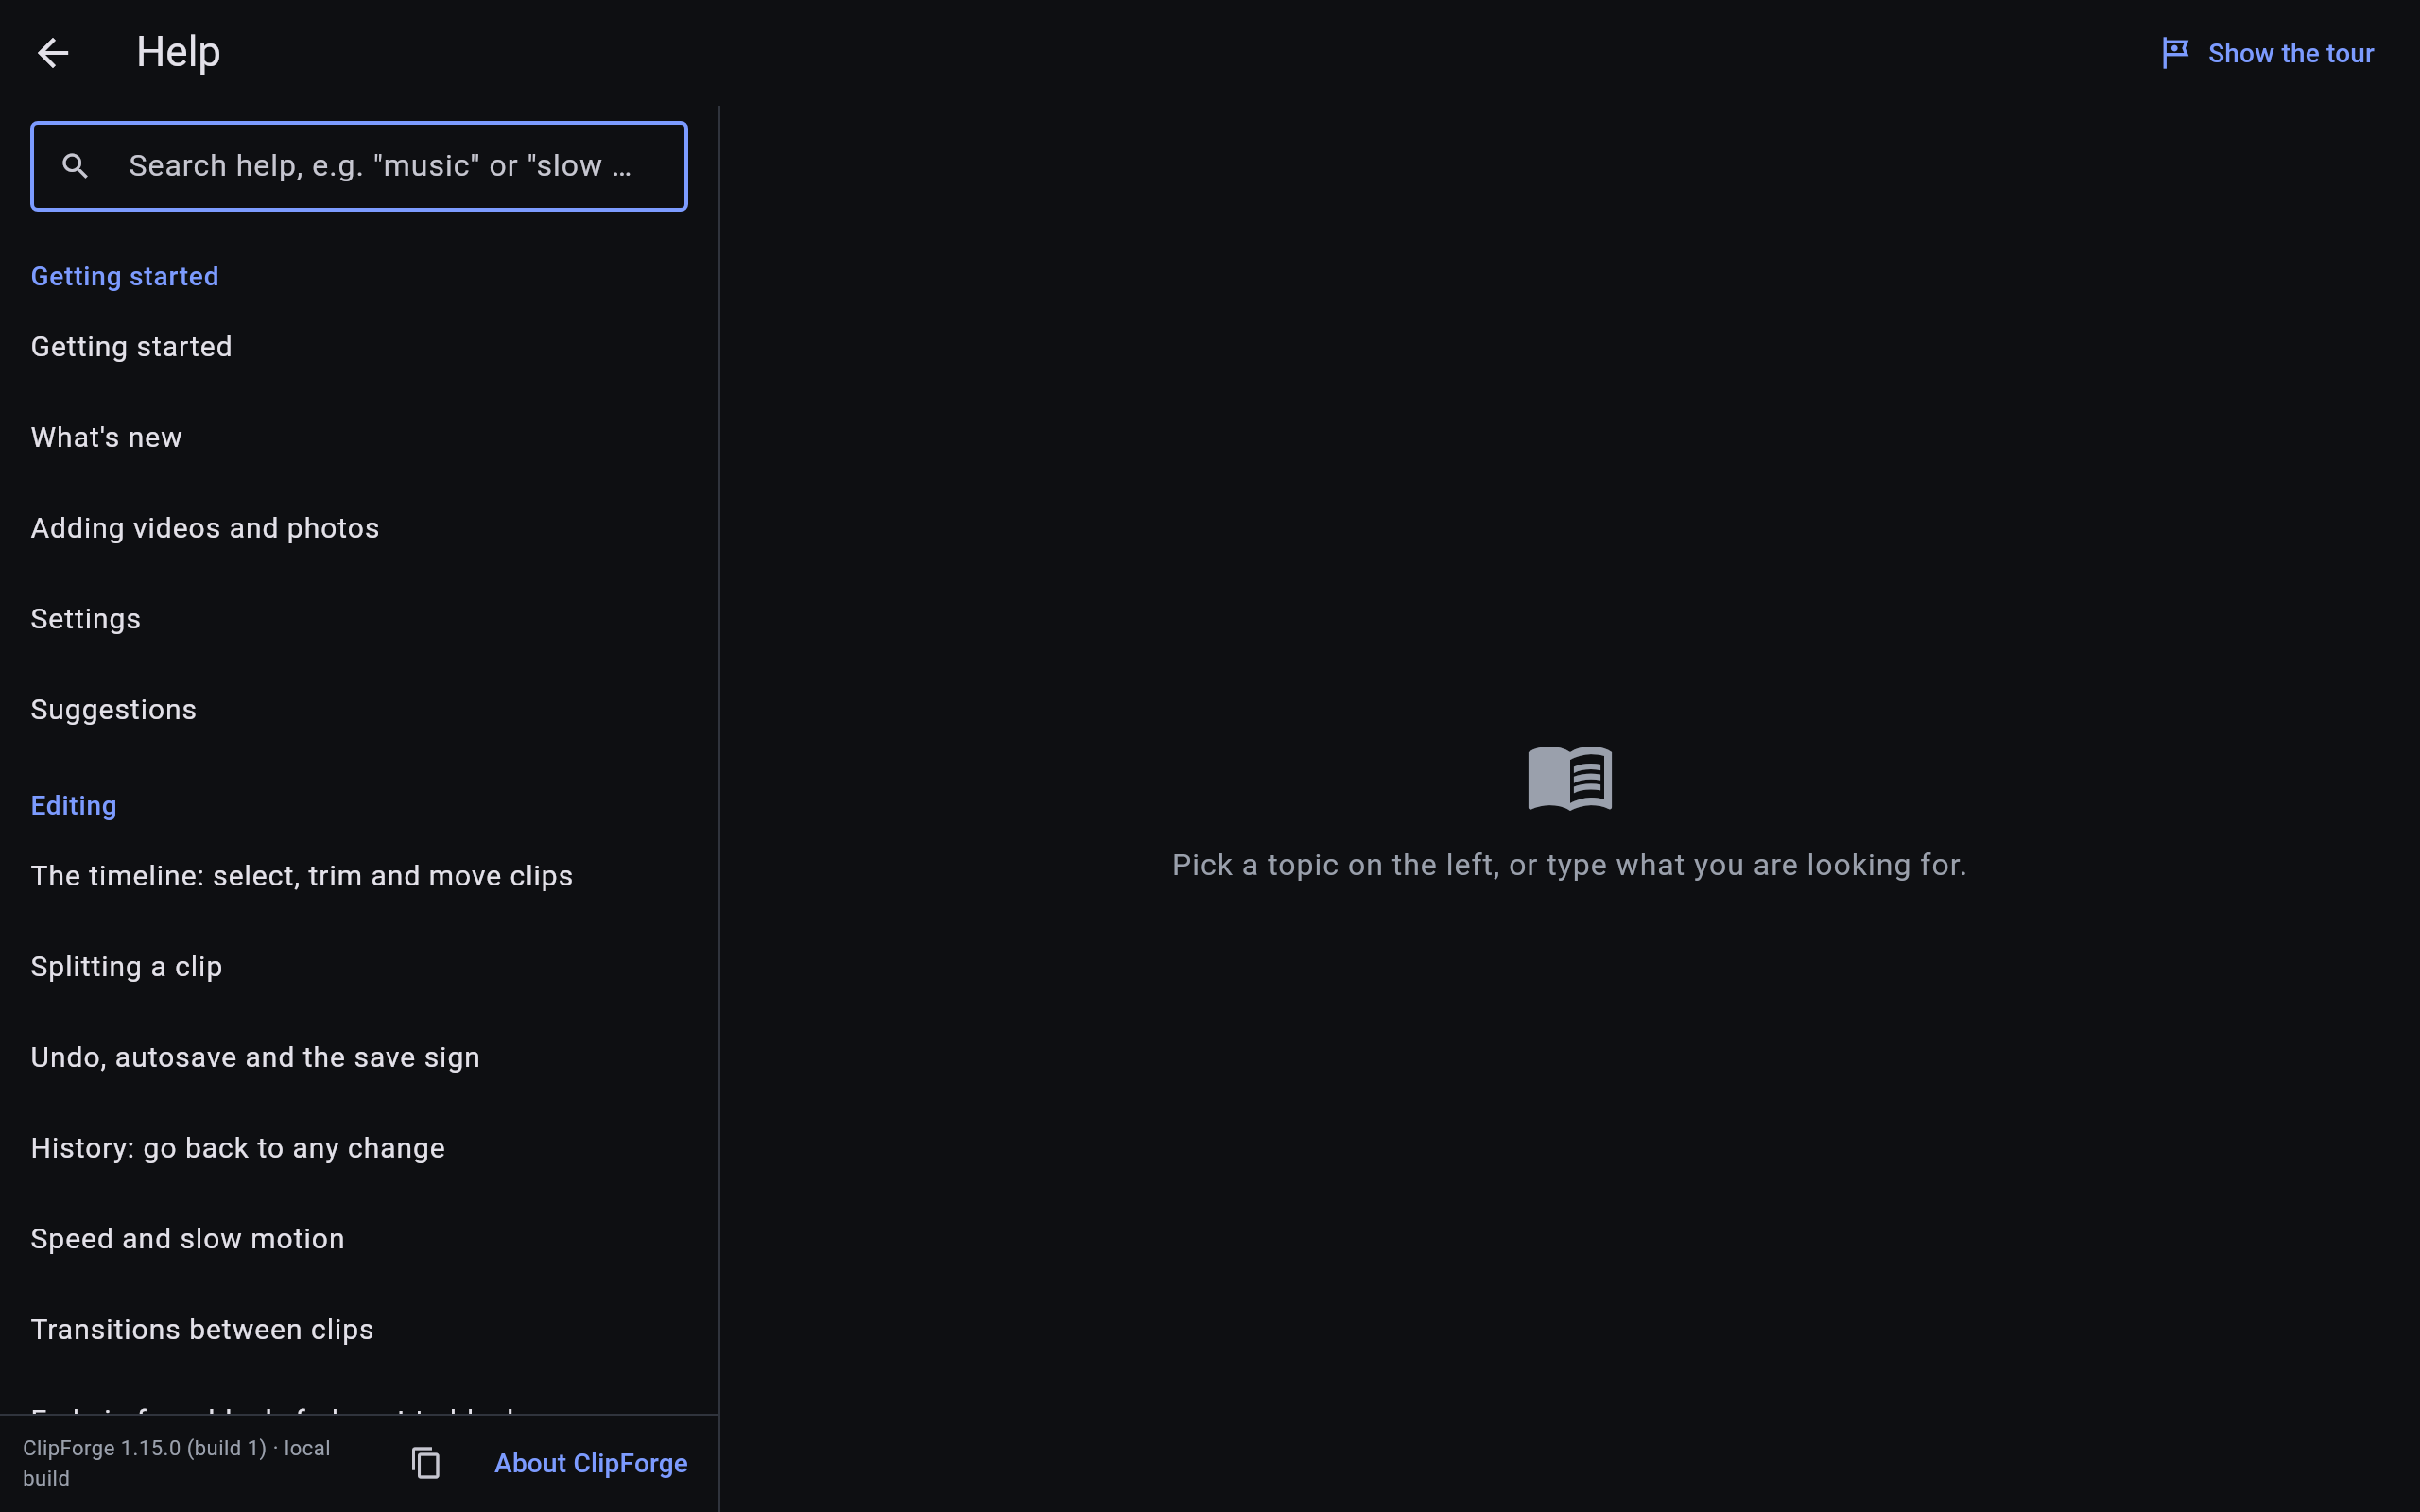 Help
Show the tour
Search help, e.g. "music" or "slow ...
Getting started
Getting started
What's new
Adding videos and photos
Settings
Suggestions
Editing
The timeline: select, trim and move clips
Splitting a clip
Undo, autosave and the save sign
History: go back to any change
Speed and slow motion
Transitions between clips
Pick a topic on the left, or type what you are looking for.
ClipForge 1.15.0 (build 1) · local
build
About ClipForge